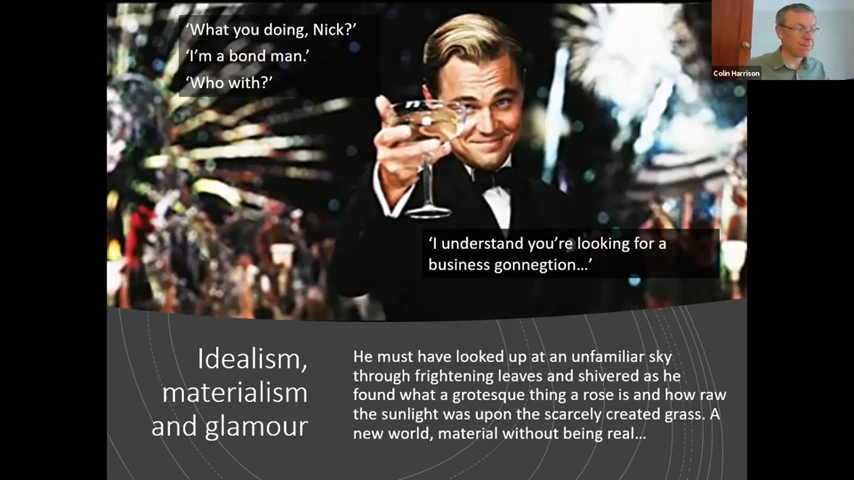 ‘What you doing, Nick?’
‘I’m a bond man.’
‘Who with?’
Colin Harrison
‘I understand you’re looking for a
business gonnegtion…’
Idealism,
materialism
and glamour
He must have looked up at an unfamiliar sky
through frightening leaves and shivered as he
found what a grotesque thing a rose is and how raw
the sunlight was upon the scarcely created grass. A
new world, material without being real…